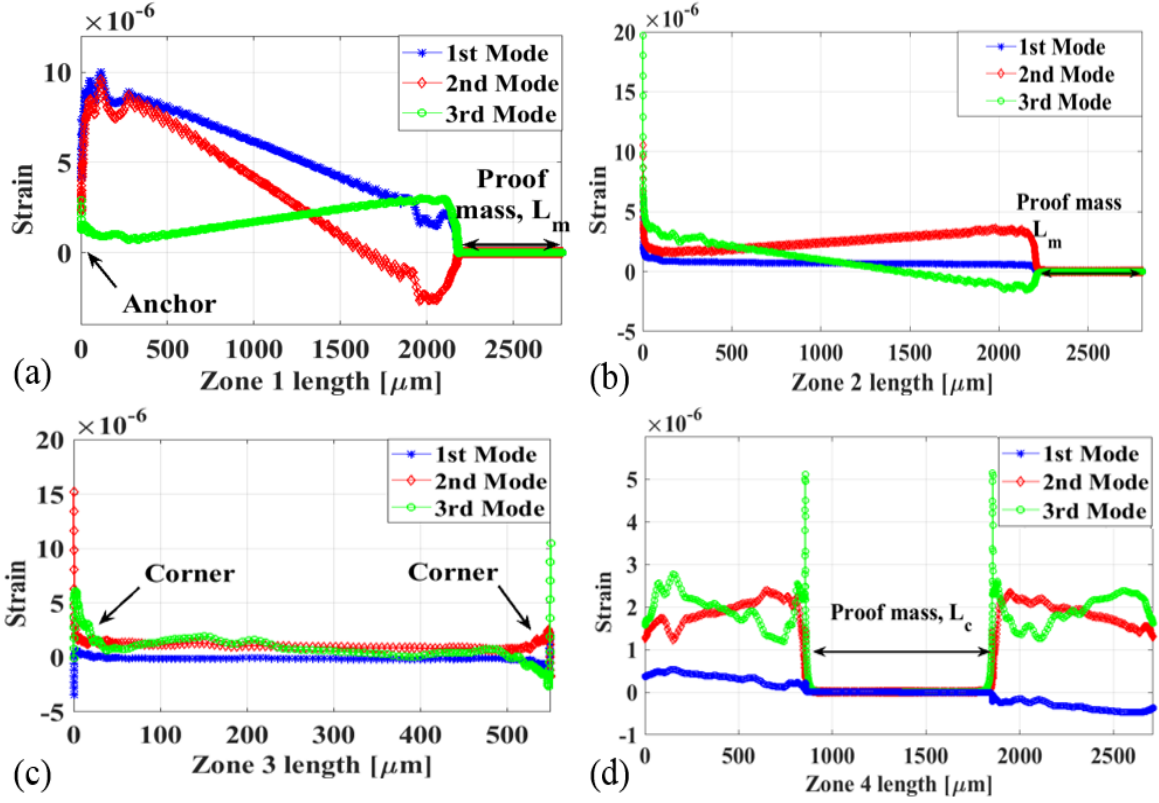 ×10⁻⁶
10
5
0
Strain
1st Mode
2nd Mode
3rd Mode
Proof
mass, Lm
Anchor
0 500 1000 1500 2000 2500
(a)
Zone 1 length [μm]
×10⁻⁶
20
15
10
5
0
-5
Strain
1st Mode
2nd Mode
3rd Mode
Proof mass
Lm
0 500 1000 1500 2000 2500
(b)
Zone 2 length [μm]
×10⁻⁶
20
15
10
5
0
-5
Strain
1st Mode
2nd Mode
3rd Mode
Corner
Corner
0 100 200 300 400 500
(c)
Zone 3 length [μm]
×10⁻⁶
5
4
3
2
1
0
-1
Strain
1st Mode
2nd Mode
3rd Mode
Proof mass, Lc
0 500 1000 1500 2000 2500
(d)
Zone 4 length [μm]